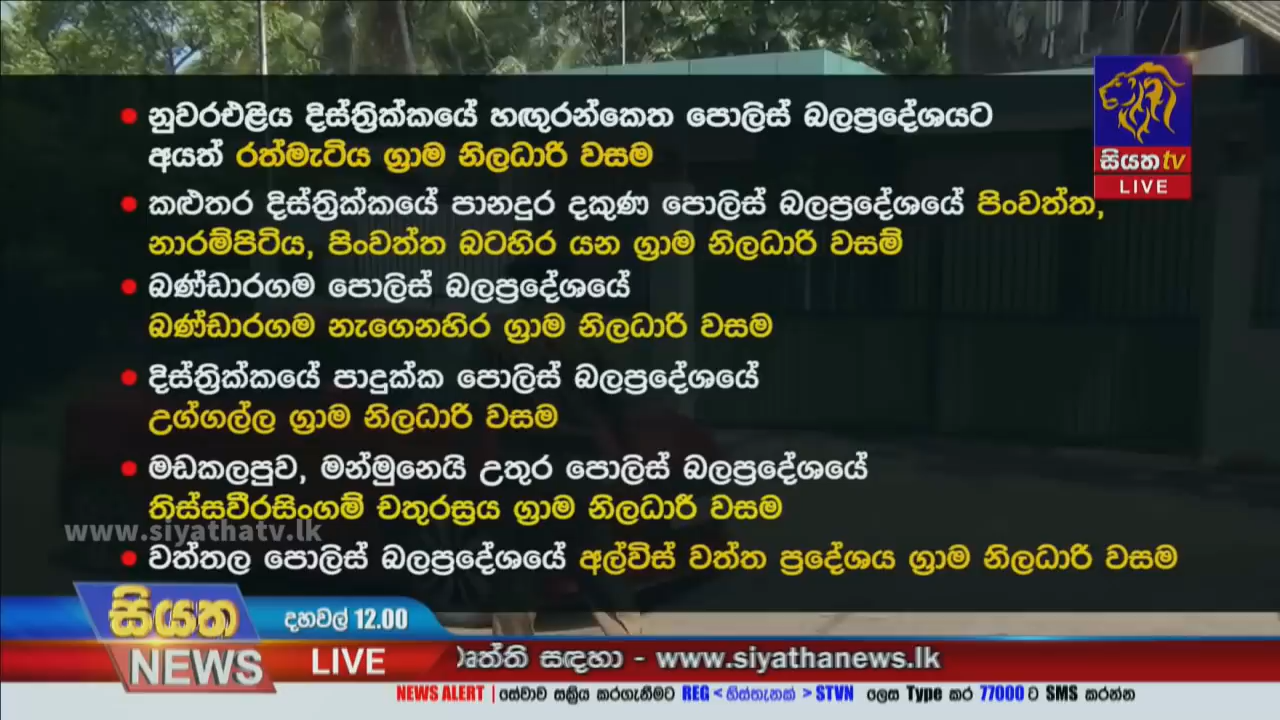 ● නුවරඑළිය දිස්ත්‍රික්කයේ හඟුරන්කෙත පොලිස් බලප්‍රදේශයට
අයත් රත්මැටිය ග්‍රාම නිලධාරි වසම
● කළුතර දිස්ත්‍රික්කයේ පානදුර දකුණ පොලිස් බලප්‍රදේශයේ පිංවත්ත,
නාරම්පිටිය, පිංවත්ත බටහිර යන ග්‍රාම නිලධාරි වසම්
● බණ්ඩාරගම පොලිස් බලප්‍රදේශයේ
බණ්ඩාරගම නැගෙනහිර ග්‍රාම නිලධාරී වසම
● දිස්ත්‍රික්කයේ පාදුක්ක පොලිස් බලප්‍රදේශයේ
උග්ගල්ල ග්‍රාම නිලධාරි වසම
● මඩකලපුව, මන්මුනෙයි උතුර පොලිස් බලප්‍රදේශයේ
තිස්සවීරසිංගම් චතුරස්‍රය ග්‍රාම නිලධාරී වසම
● වත්තල පොලිස් බලප්‍රදේශයේ අල්විස් වත්ත ප්‍රදේශය ග්‍රාම නිලධාරි වසම
සියත tv
LIVE
www.siyathatv.lk
සියත
NEWS
දහවල් 12.00
LIVE
සඳහා - www.siyathanews.lk
NEWS ALERT | සේවාව සක්‍රිය කරගැනීමට REG < හිස්තැනක් > STVN ලෙස Type කර 77000 ට SMS කරන්න